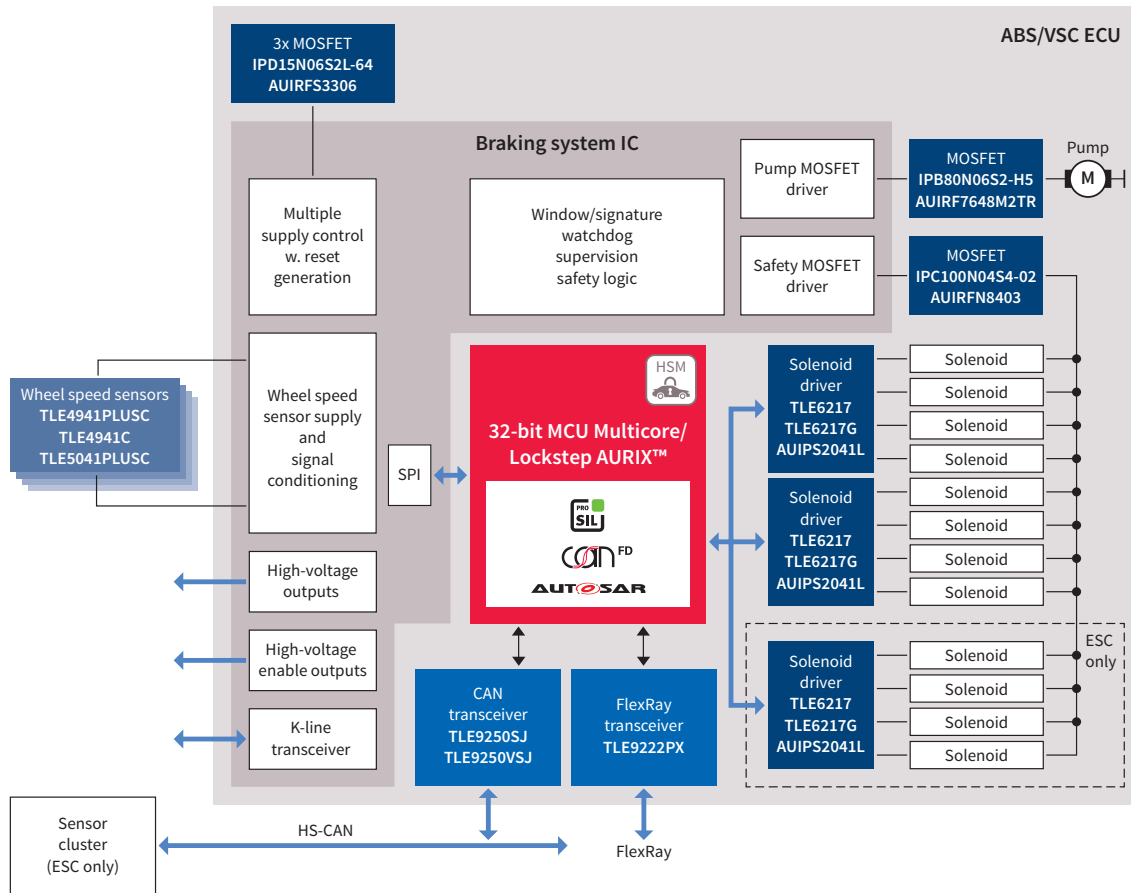 ABS/VSC ECU
3x MOSFET
IPD15N06S2L-64
AUIRFS3306
Braking system IC
Multiple
supply control
w. reset
generation
Window/signature
watchdog
supervision
safety logic
Pump MOSFET
driver
MOSFET
IPB80N06S2-H5
AUIRF7648M2TR
Pump
M
Safety MOSFET
driver
MOSFET
IPC100N04S4-02
AUIRFN8403
Wheel speed sensors
TLE4941PLUSC
TLE4941C
TLE5041PLUSC
Wheel speed
sensor supply
and
signal
conditioning
SPI
HSM
32-bit MCU Multicore/
Lockstep AURIX™
PRO
SIL
CAN FD
AUTOSAR
Solenoid
driver
TLE6217
TLE6217G
AUIPS2041L
Solenoid
Solenoid
Solenoid
Solenoid
Solenoid
driver
TLE6217
TLE6217G
AUIPS2041L
Solenoid
Solenoid
Solenoid
Solenoid
ESC
only
Solenoid
driver
TLE6217
TLE6217G
AUIPS2041L
Solenoid
Solenoid
Solenoid
Solenoid
High-voltage
outputs
High-voltage
enable outputs
K-line
transceiver
CAN
transceiver
TLE9250SJ
TLE9250VSJ
FlexRay
transceiver
TLE9222PX
Sensor
cluster
(ESC only)
HS-CAN
FlexRay